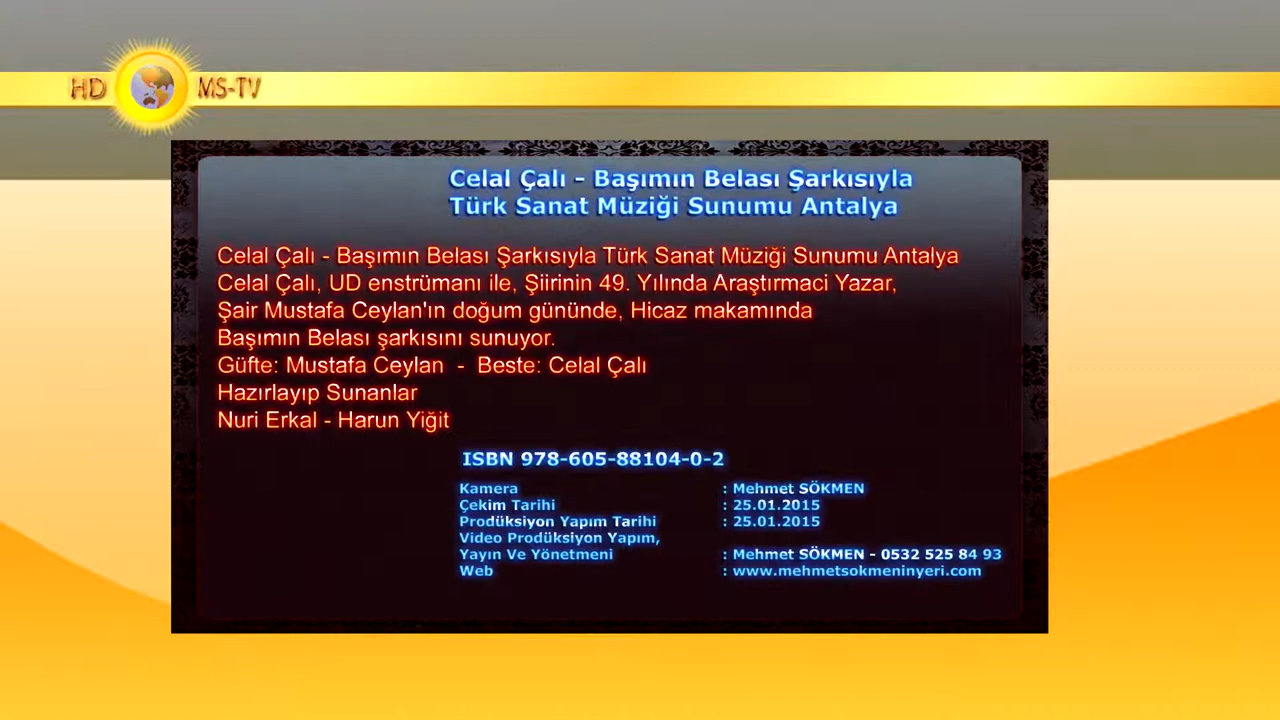 HD MS-TV
Celal Çalı - Başımın Belası Şarkısıyla
Türk Sanat Müziği Sunumu Antalya
Celal Çalı - Başımın Belası Şarkısıyla Türk Sanat Müziği Sunumu Antalya
Celal Çalı, UD enstrümanı ile, Şiirinin 49. Yılında Araştırmaci Yazar,
Şair Mustafa Ceylan'ın doğum gününde, Hicaz makamında
Başımın Belası şarkısını sunuyor.
Güfte: Mustafa Ceylan - Beste: Celal Çalı
Hazırlayıp Sunanlar
Nuri Erkal - Harun Yiğit
ISBN 978-605-88104-0-2
Kamera : Mehmet SÖKMEN
Çekim Tarihi : 25.01.2015
Prodüksiyon Yapım Tarihi : 25.01.2015
Video Prodüksiyon Yapım,
Yayın Ve Yönetmeni : Mehmet SÖKMEN - 0532 525 84 93
Web : www.mehmetsokmeninyeri.com